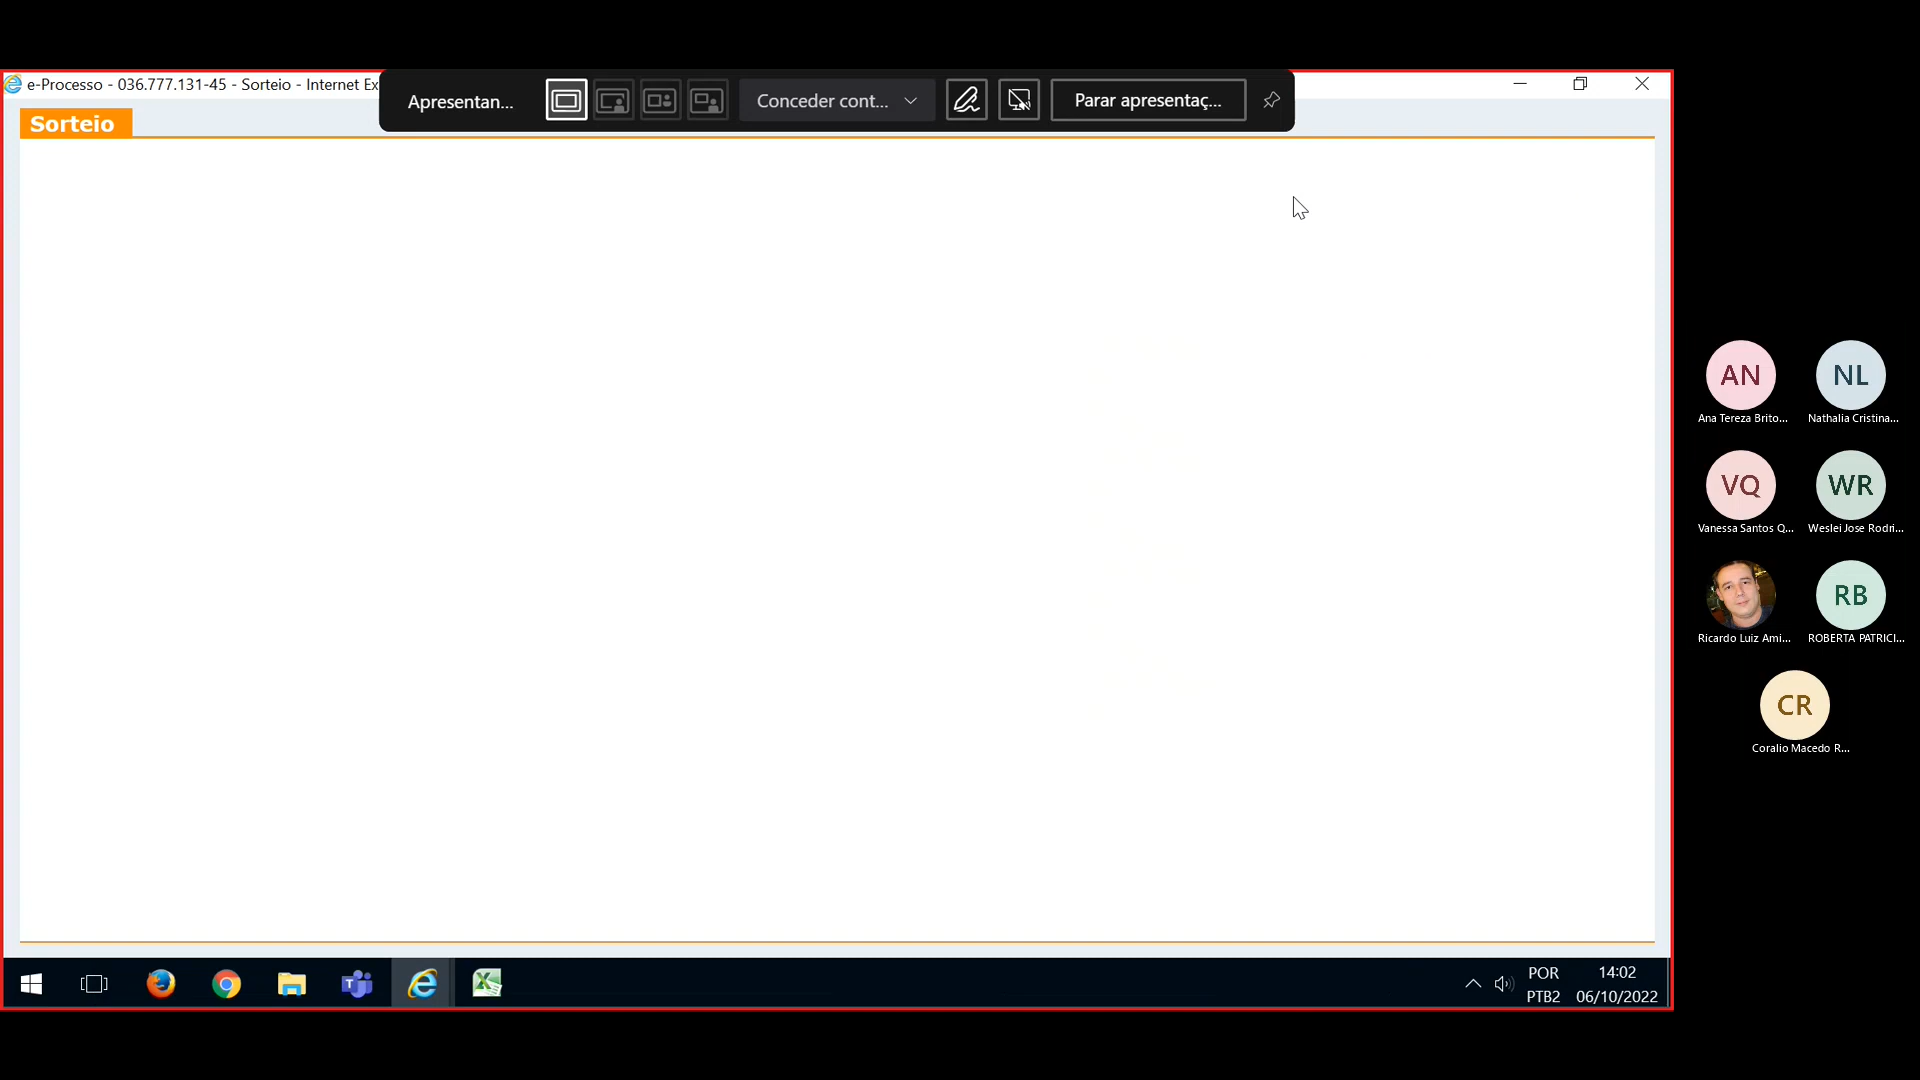 e-Processo - 036.777.131-45 - Sorteio - Internet Ex
Apresentan...
Conceder cont...
Parar apresentaç...
Sorteio
AN
NL
Ana Tereza Brito...
Nathalia Cristina...
VQ
WR
Vanessa Santos Q...
Weslei Jose Rodri...
RB
Ricardo Luiz Ami...
ROBERTA PATRICI...
CR
Coralio Macedo R...
POR
PTB2
14:02
06/10/2022